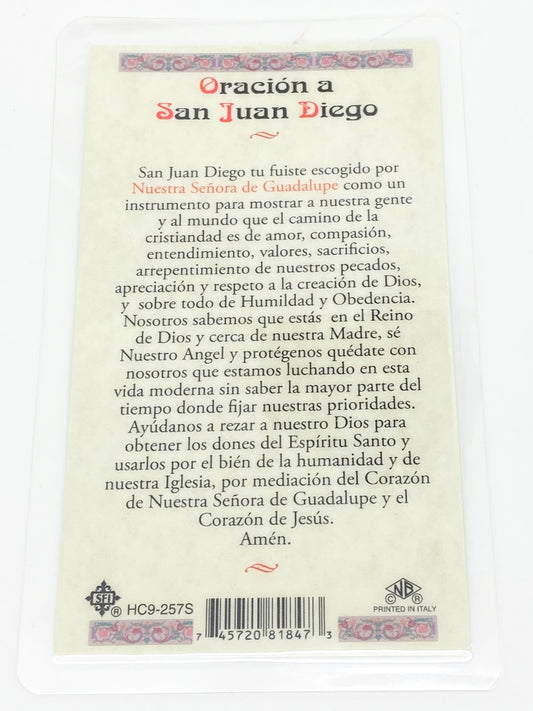 Oración a
San Juan Diego
San Juan Diego tu fuiste escogido por
Nuestra Señora de Guadalupe como un
instrumento para mostrar a nuestra gente
y al mundo que el camino de la
cristiandad es de amor, compasión,
entendimiento, valores, sacrificios,
arrepentimiento de nuestros pecados,
apreciación y respeto a la creación de Dios,
y sobre todo de Humildad y Obedencia.
Nosotros sabemos que estás en el Reino
de Dios y cerca de nuestra Madre, sé
Nuestro Angel y protégenos quédate con
nosotros que estamos luchando en esta
vida moderna sin saber la mayor parte del
tiempo donde fijar nuestras prioridades.
Ayúdanos a rezar a nuestro Dios para
obtener los dones del Espíritu Santo y
usarlos por el bién de la humanidad y de
nuestra Iglesia, por mediación del Corazón
de Nuestra Señora de Guadalupe y el
Corazón de Jesús.
Amén.
SFI ® HC9-257S
7 45720 81847 3
© NB ®
PRINTED IN ITALY